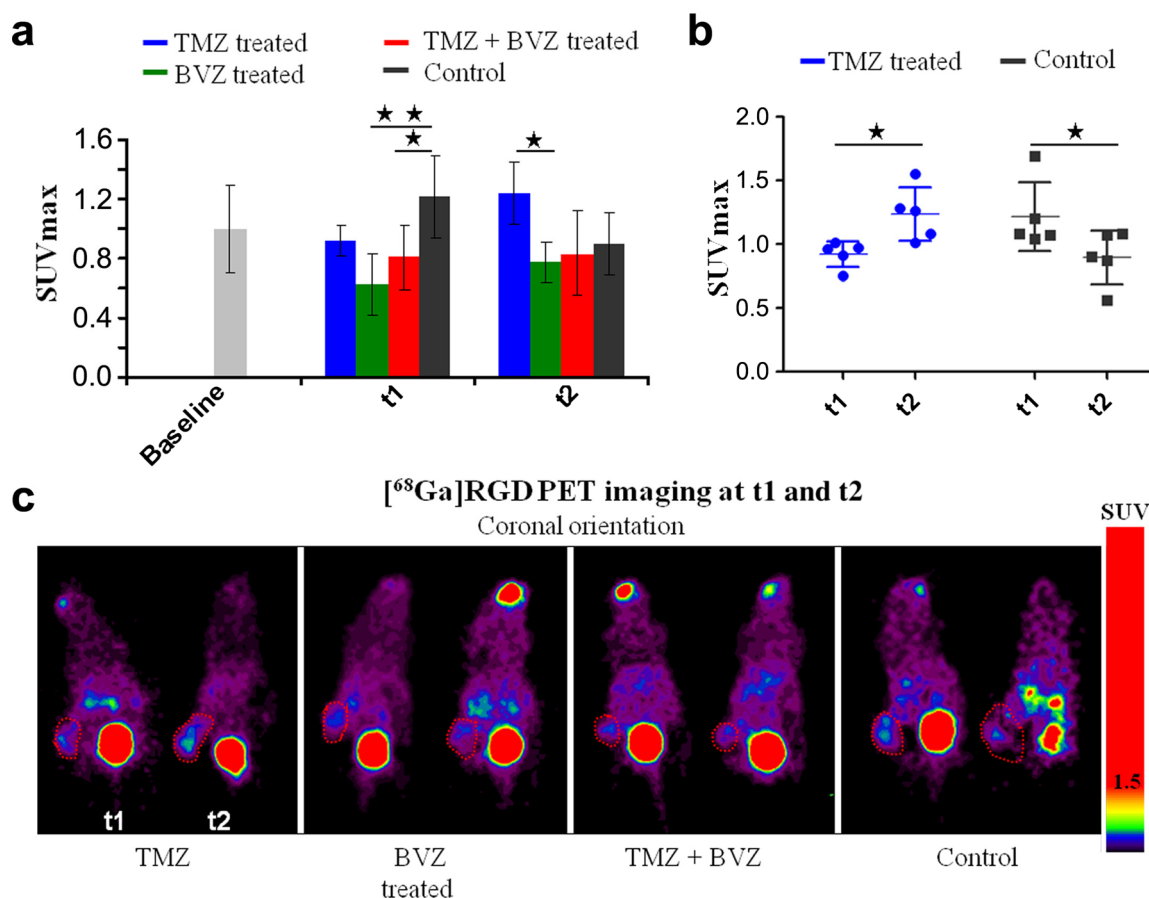 a
TMZ treated
TMZ + BVZ treated
BVZ treated
Control
★ ★
★
★
SUVmax
1.6
1.2
0.8
0.4
0.0
Baseline
t1
t2
b
TMZ treated
Control
★
★
SUVmax
2.0
1.5
1.0
0.5
0.0
t1
t2
t1
t2
c
[⁶⁸Ga]RGD PET imaging at t1 and t2
Coronal orientation
SUV
1.5
t1
t2
TMZ
BVZ
treated
TMZ + BVZ
Control